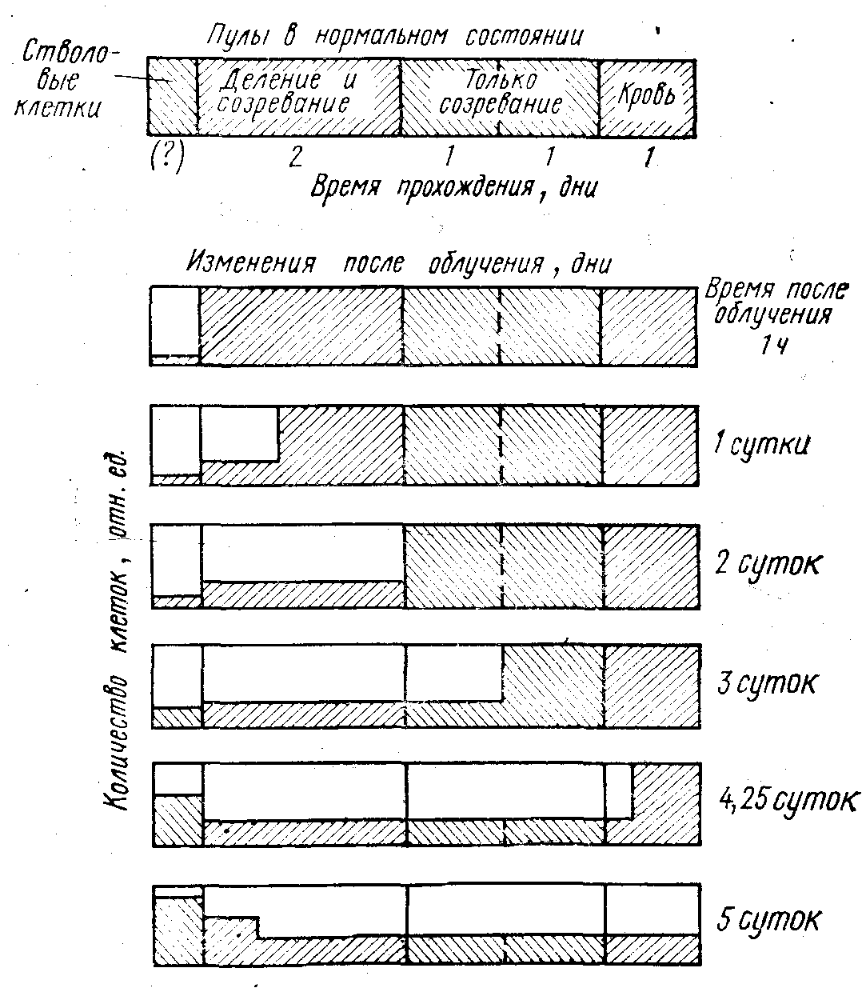 Пулы в нормальном состоянии
Стволо-
вые
клетки
Деление и
созревание
Только
созревание
Кровь
(?)
2
1
1
1
Время прохождения, дни
Изменения после облучения, дни
Время после
облучения
1 ч
1 сутки
2 суток
3 суток
4,25 суток
5 суток
Количество клеток, отн. ед.